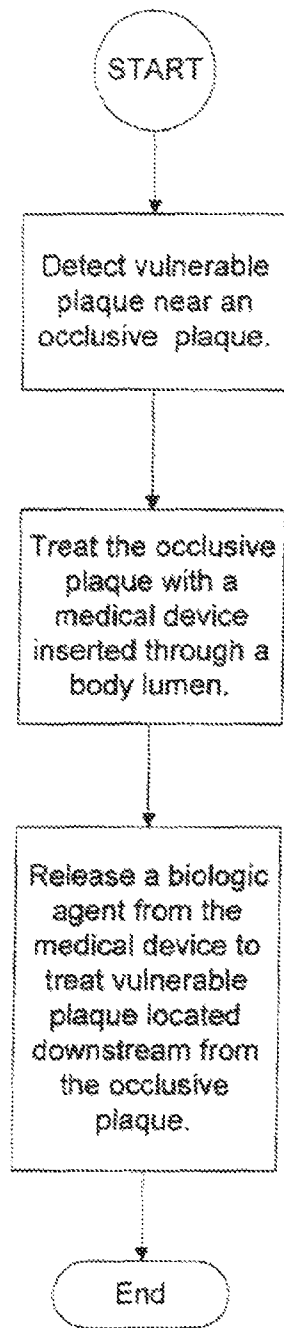 START
Detect vulnerable
plaque near an
occlusive plaque.
Treat the occlusive
plaque with a
medical device
inserted through a
body lumen.
Release a biologic
agent from the
medical device to
treat vulnerable
plaque located
downstream from
the occlusive
plaque.
End